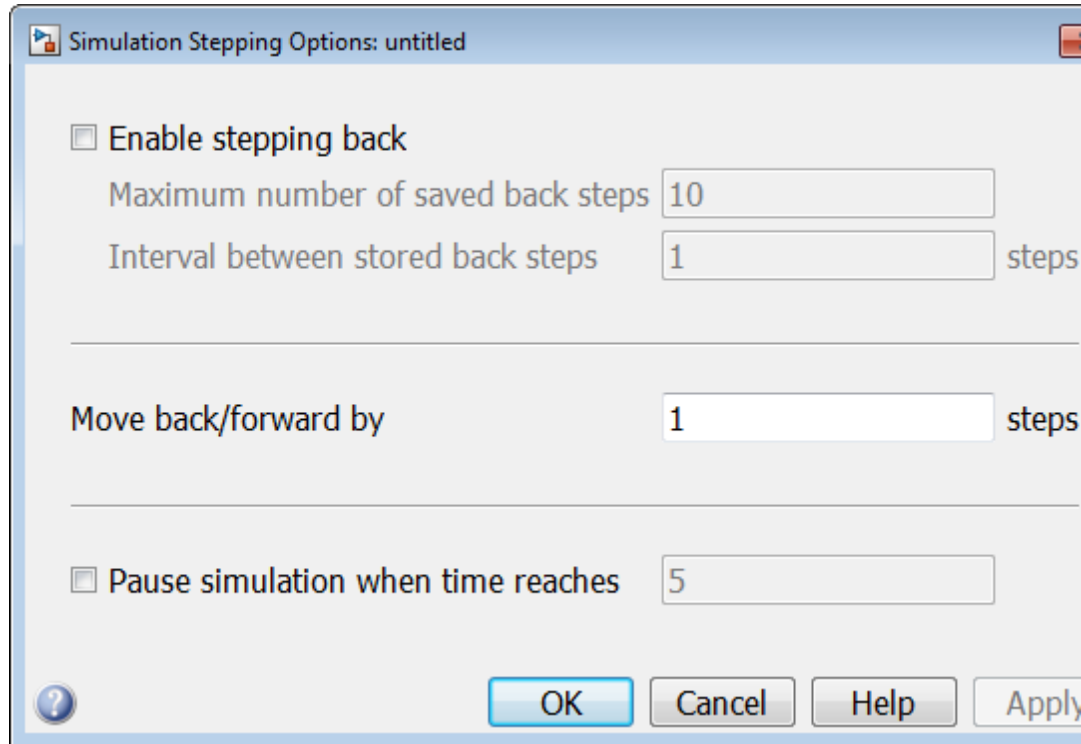 Simulation Stepping Options: untitled
Enable stepping back
Maximum number of saved back steps 10
Interval between stored back steps 1 steps
Move back/forward by 1 steps
Pause simulation when time reaches 5
? OK Cancel Help Apply